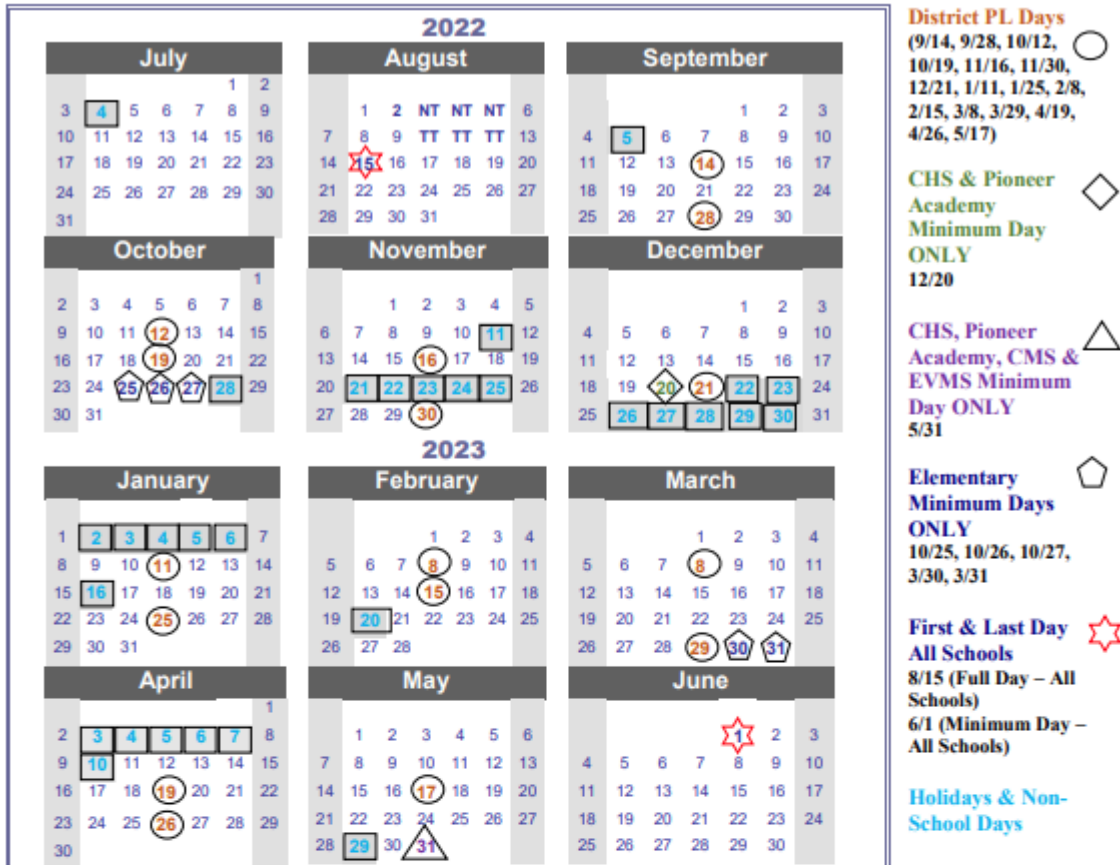 2022
July
1 2
3 4 5 6 7 8 9
10 11 12 13 14 15 16
17 18 19 20 21 22 23
24 25 26 27 28 29 30
31
August
1 2 NT NT NT 6
7 8 9 TT TT TT 13
14 15 16 17 18 19 20
21 22 23 24 25 26 27
28 29 30 31
September
1 2 3
4 5 6 7 8 9 10
11 12 13 14 15 16 17
18 19 20 21 22 23 24
25 26 27 28 29 30
October
1
2 3 4 5 6 7 8
9 10 11 12 13 14 15
16 17 18 19 20 21 22
23 24 25 26 27 28 29
30 31
November
1 2 3 4 5
6 7 8 9 10 11 12
13 14 15 16 17 18 19
20 21 22 23 24 25 26
27 28 29 30
December
1 2 3
4 5 6 7 8 9 10
11 12 13 14 15 16 17
18 19 20 21 22 23 24
25 26 27 28 29 30 31
2023
January
1 2 3 4 5 6 7
8 9 10 11 12 13 14
15 16 17 18 19 20 21
22 23 24 25 26 27 28
29 30 31
February
1 2 3 4
5 6 7 8 9 10 11
12 13 14 15 16 17 18
19 20 21 22 23 24 25
26 27 28
March
1 2 3 4
5 6 7 8 9 10 11
12 13 14 15 16 17 18
19 20 21 22 23 24 25
26 27 28 29 30 31
April
1
2 3 4 5 6 7 8
9 10 11 12 13 14 15
16 17 18 19 20 21 22
23 24 25 26 27 28 29
30
May
1 2 3 4 5 6
7 8 9 10 11 12 13
14 15 16 17 18 19 20
21 22 23 24 25 26 27
28 29 30 31
June
1 2 3
4 5 6 7 8 9 10
11 12 13 14 15 16 17
18 19 20 21 22 23 24
25 26 27 28 29 30
District PL Days
(9/14, 9/28, 10/12,
10/19, 11/16, 11/30,
12/21, 1/11, 1/25, 2/8,
2/15, 3/8, 3/29, 4/19,
4/26, 5/17)
CHS & Pioneer
Academy
Minimum Day
ONLY
12/20
CHS, Pioneer
Academy, CMS &
EVMS Minimum
Day ONLY
5/31
Elementary
Minimum Days
ONLY
10/25, 10/26, 10/27,
3/30, 3/31
First & Last Day
All Schools
8/15 (Full Day – All
Schools)
6/1 (Minimum Day –
All Schools)
Holidays & Non-
School Days